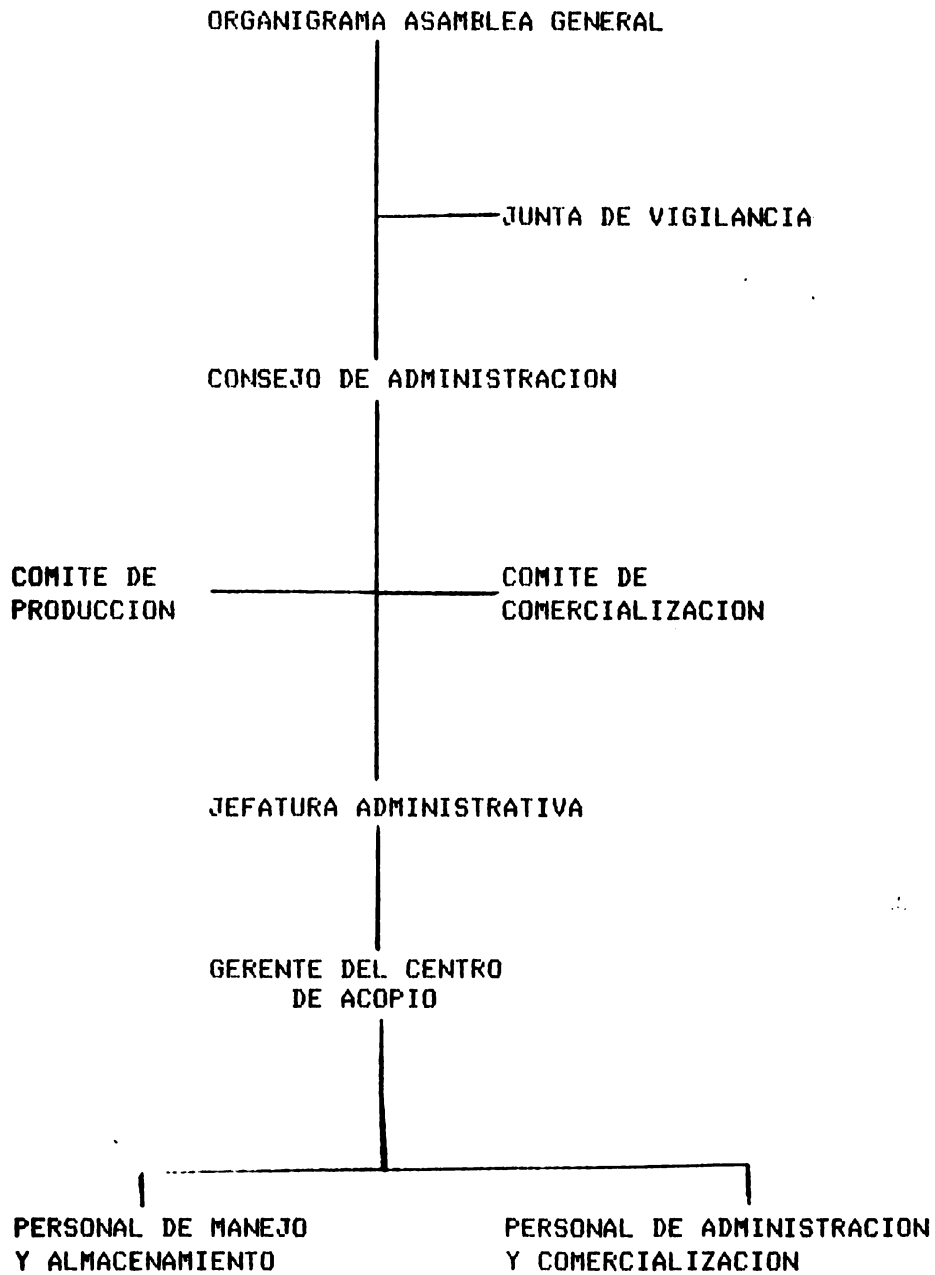 ORGANIGRAMA ASAMBLEA GENERAL
JUNTA DE VIGILANCIA
CONSEJO DE ADMINISTRACION
COMITE DE
PRODUCCION
COMITE DE
COMERCIALIZACION
JEFATURA ADMINISTRATIVA
GERENTE DEL CENTRO
DE ACOPIO
PERSONAL DE MANEJO
Y ALMACENAMIENTO
PERSONAL DE ADMINISTRACION
Y COMERCIALIZACION